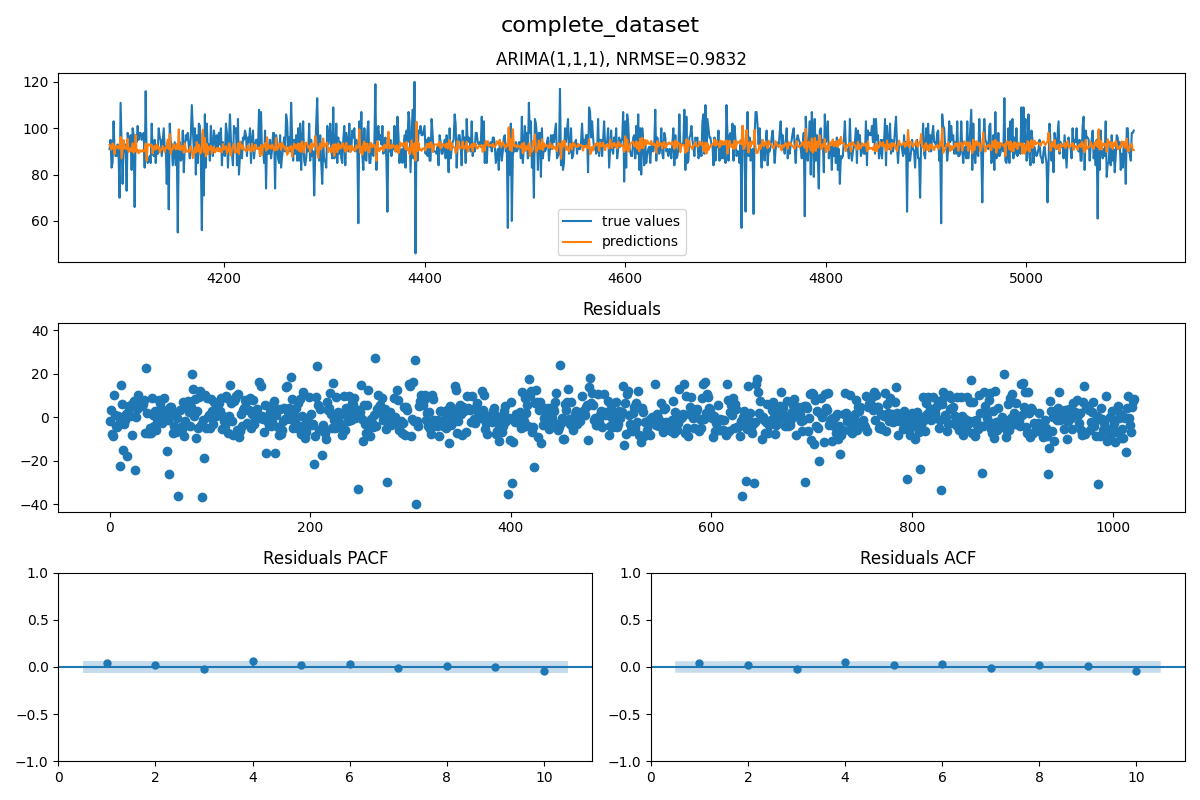 complete_dataset
ARIMA(1,1,1), NRMSE=0.9832
120
100
80
60
true values
predictions
4200 4400 4600 4800 5000
Residuals
40
20
0
−20
−40
0 200 400 600 800 1000
Residuals PACF Residuals ACF
1.0 1.0
0.5 0.5
0.0 0.0
−0.5 −0.5
−1.0 −1.0
0 2 4 6 8 10 0 2 4 6 8 10